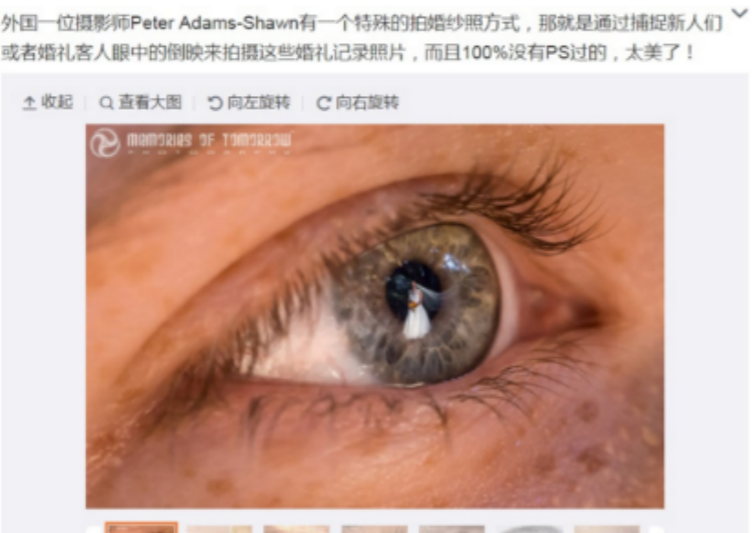 外国一位摄影师Peter Adams-Shawn有一个特殊的拍婚纱照方式，那就是通过捕捉新人们
或者婚礼客人眼中的倒映来拍摄这些婚礼记录照片，而且100%没有PS过的，太美了！
收起 查看大图 向左旋转 向右旋转
MEMORIES OF TOMORROW
PHOTOGRAPHY